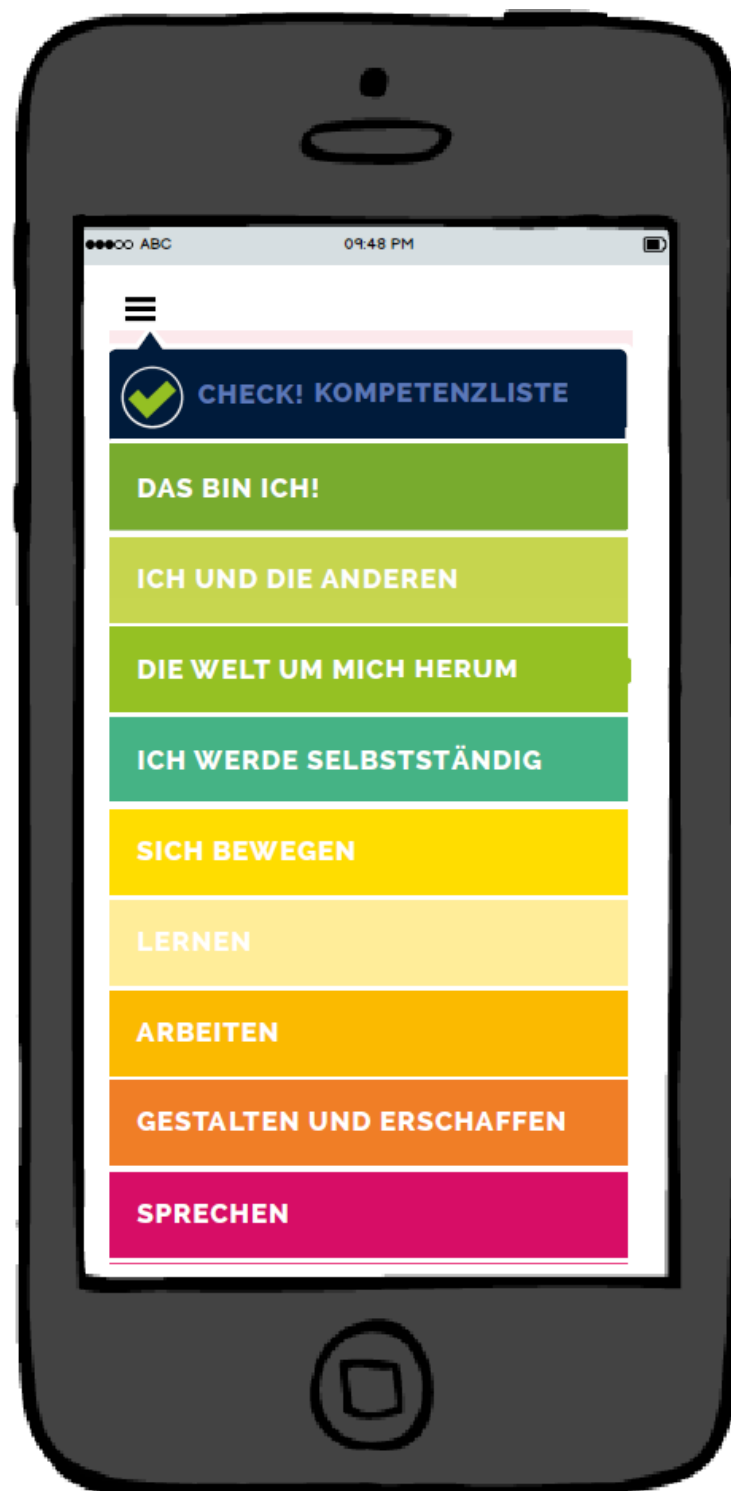 ABC 09:48 PM
CHECK! KOMPETENZLISTE
DAS BIN ICH!
ICH UND DIE ANDEREN
DIE WELT UM MICH HERUM
ICH WERDE SELBSTSTÄNDIG
SICH BEWEGEN
LERNEN
ARBEITEN
GESTALTEN UND ERSCHAFFEN
SPRECHEN